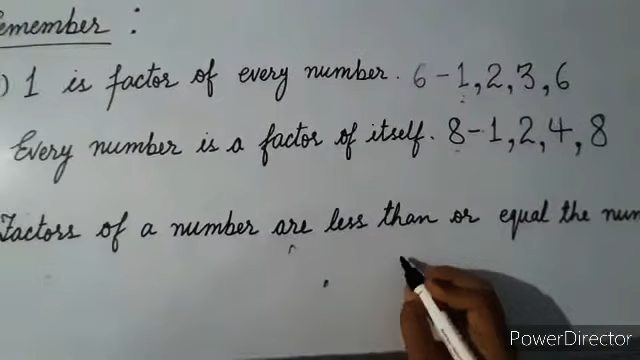 emember :
) 1 is factor of every number. 6 - 1, 2, 3, 6
Every number is a factor of itself. 8 - 1, 2, 4, 8
Factors of a number are less than or equal the num
PowerDirector